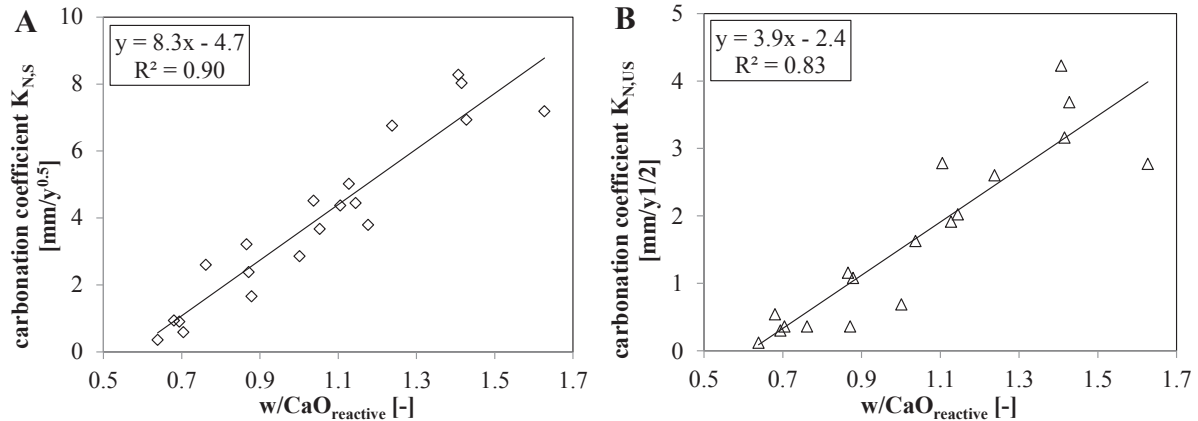 A
y = 8.3x - 4.7
R² = 0.90
carbonation coefficient K_N,S
[mm/y^0.5]
10
8
6
4
2
0
0.5 0.7 0.9 1.1 1.3 1.5 1.7
w/CaO_reactive [-]
B
y = 3.9x - 2.4
R² = 0.83
carbonation coefficient K_N,US
[mm/y1/2]
5
4
3
2
1
0
0.5 0.7 0.9 1.1 1.3 1.5 1.7
w/CaO_reactive [-]